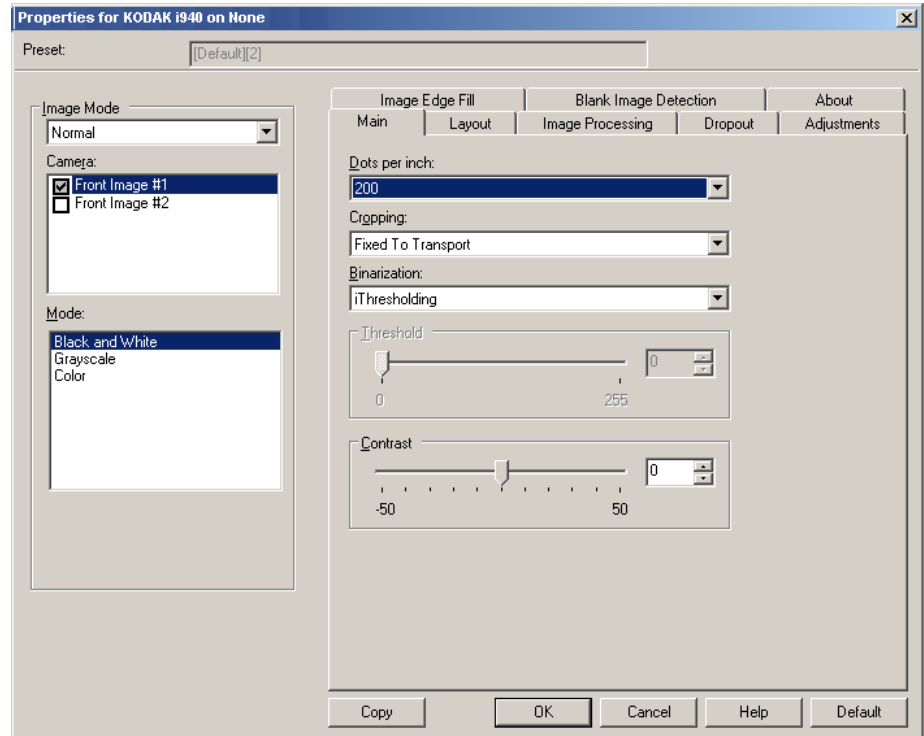 Properties for KODAK i940 on None
Preset:
[Default][2]
Image Mode
Normal
Camera:
Front Image #1
Front Image #2
Mode:
Black and White
Grayscale
Color
Image Edge Fill
Blank Image Detection
About
Main
Layout
Image Processing
Dropout
Adjustments
Dots per inch:
200
Cropping:
Fixed To Transport
Binarization:
iThresholding
Threshold
0
0 255
Contrast
0
-50 50
Copy
OK
Cancel
Help
Default